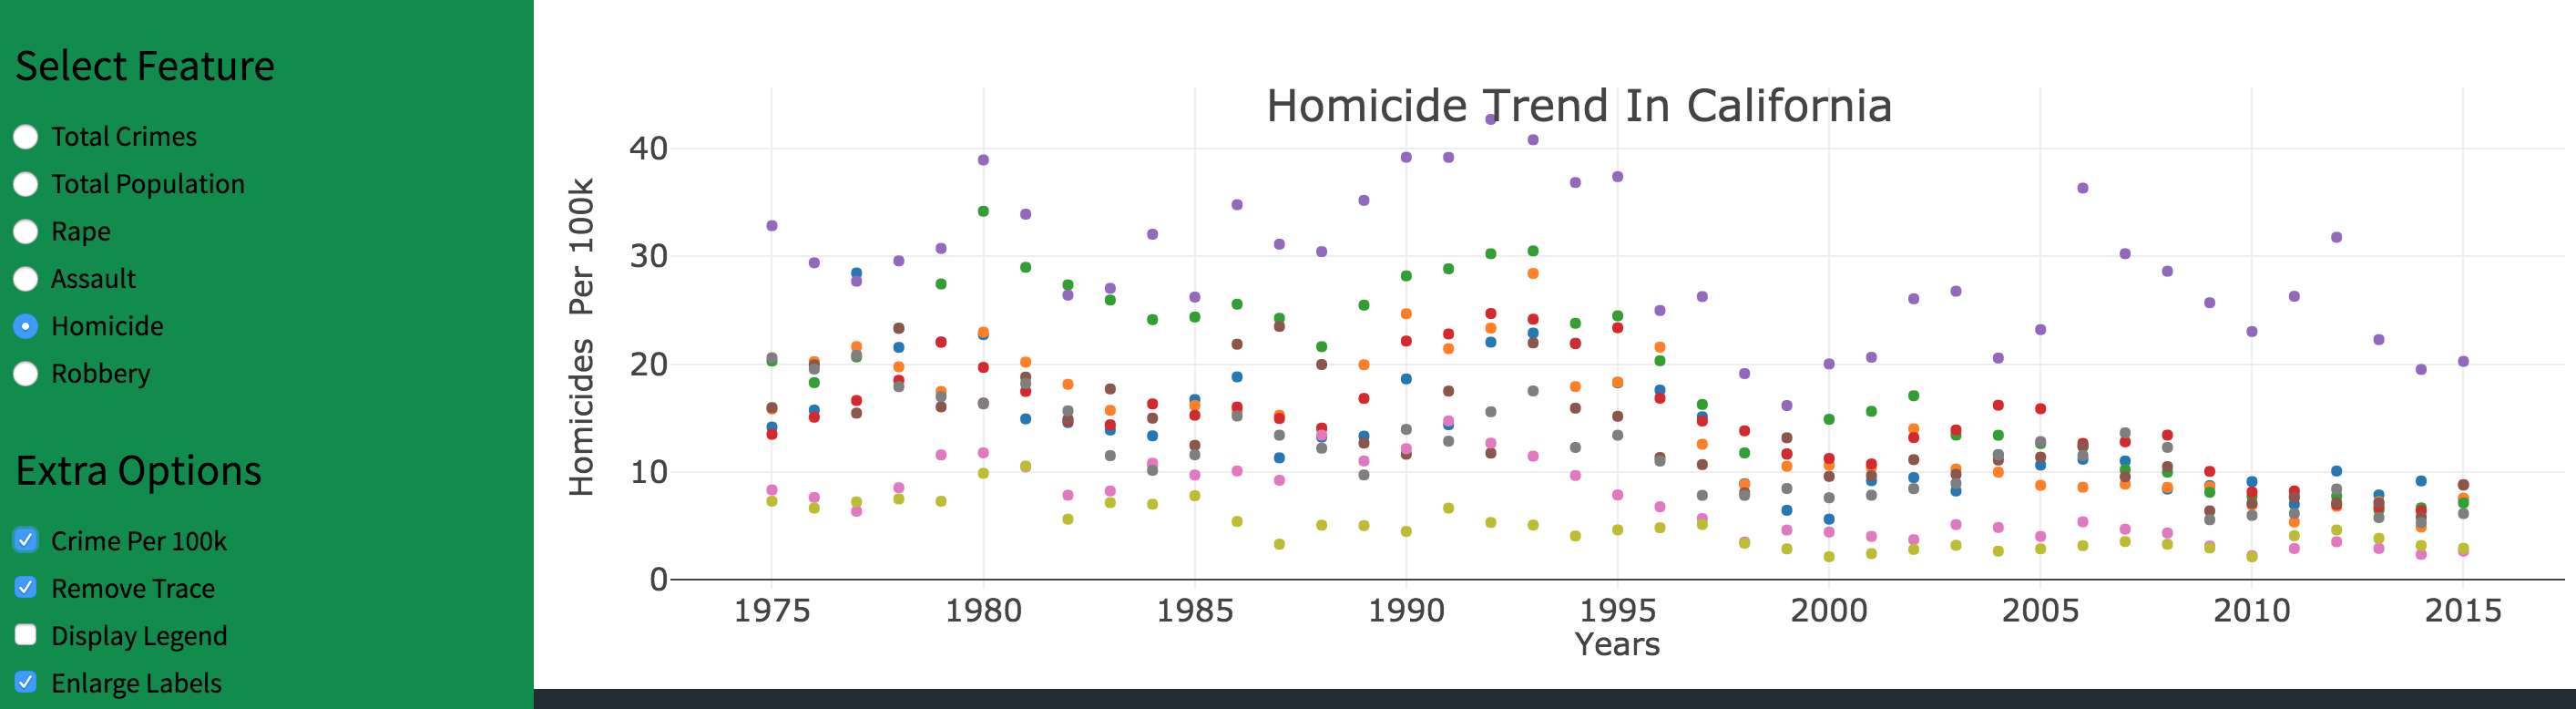 Select Feature
Total Crimes
Total Population
Rape
Assault
Homicide
Robbery
Extra Options
Crime Per 100k
Remove Trace
Display Legend
Enlarge Labels
Homicide Trend In California
Homicides Per 100k
40
30
20
10
0
1975 1980 1985 1990 1995 2000 2005 2010 2015
Years